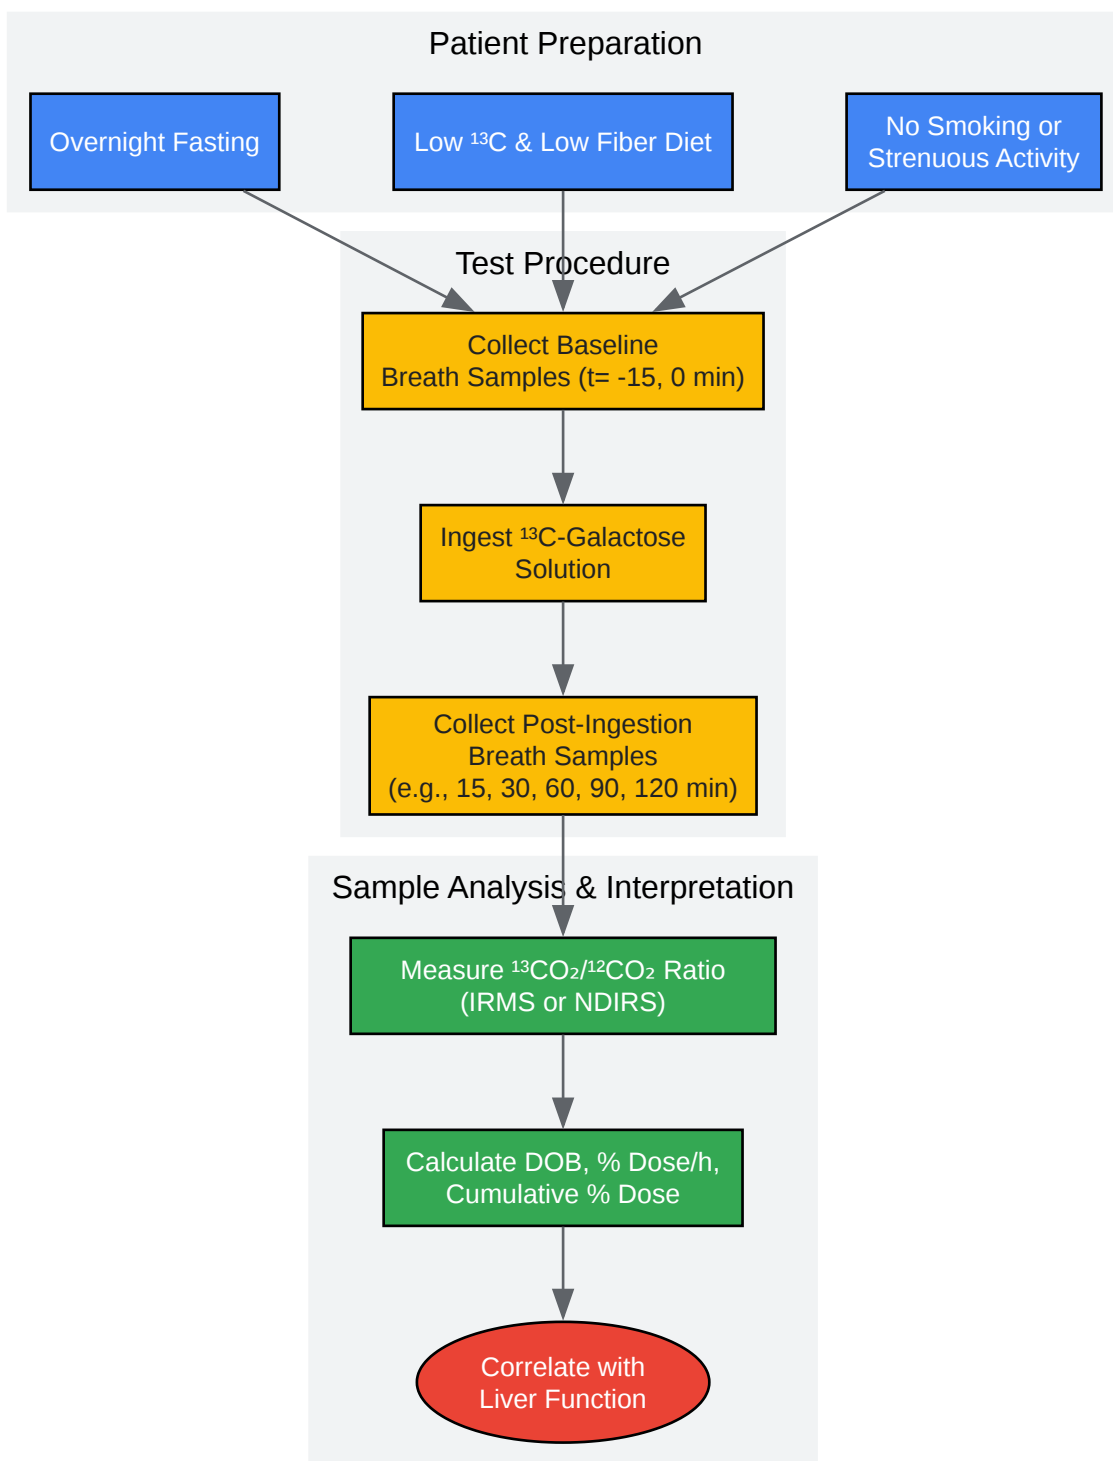 Patient Preparation
Overnight Fasting
Low ¹³C & Low Fiber Diet
No Smoking or
Strenuous Activity
Test Procedure
Collect Baseline
Breath Samples (t= -15, 0 min)
Ingest ¹³C-Galactose
Solution
Collect Post-Ingestion
Breath Samples
(e.g., 15, 30, 60, 90, 120 min)
Sample Analysis & Interpretation
Measure ¹³CO₂/¹²CO₂ Ratio
(IRMS or NDIRS)
Calculate DOB, % Dose/h,
Cumulative % Dose
Correlate with
Liver Function